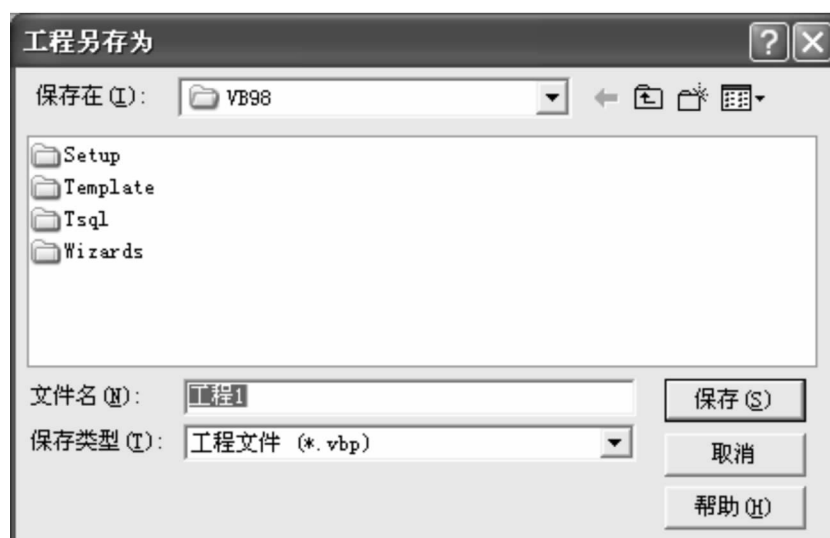 工程另存为
保存在(I): VB98
Setup
Template
Tsql
Wizards
文件名(N): 工程1 保存(S)
保存类型(T): 工程文件 (*.vbp) 取消
帮助(H)